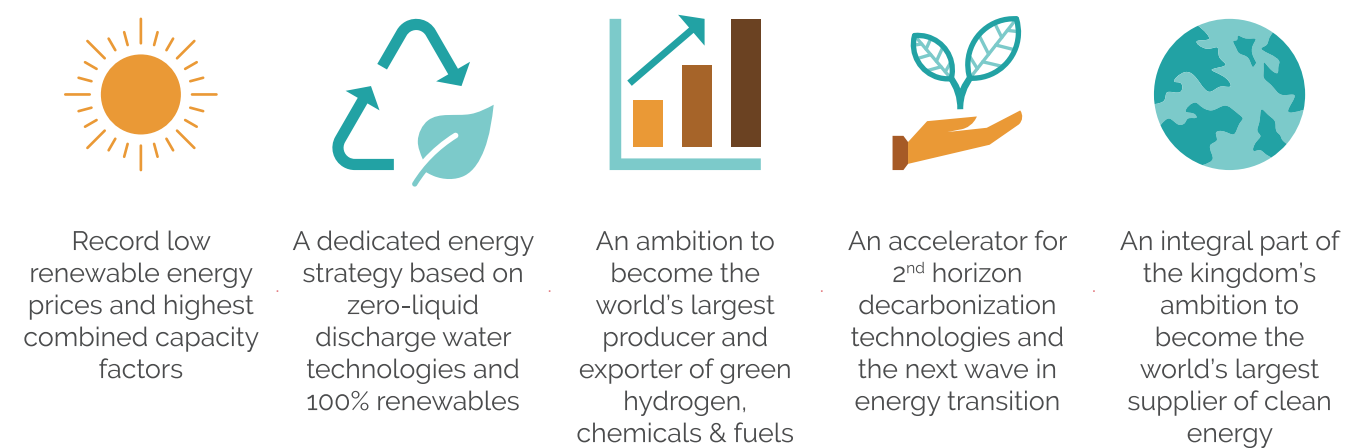 Record low
renewable energy
prices and highest
combined capacity
factors
A dedicated energy
strategy based on
zero-liquid
discharge water
technologies and
100% renewables
An ambition to
become the
world's largest
producer and
exporter of green
hydrogen,
chemicals & fuels
An accelerator for
2nd horizon
decarbonization
technologies and
the next wave in
energy transition
An integral part of
the kingdom's
ambition to
become the
world's largest
supplier of clean
energy